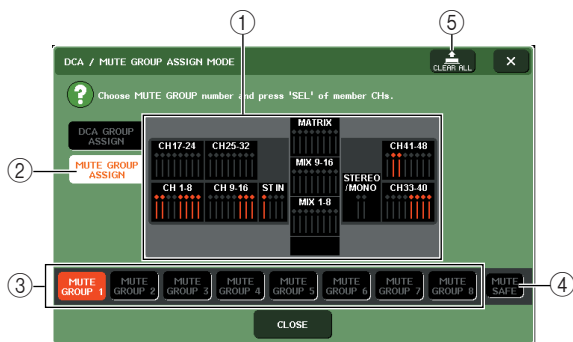 ① ⑤
DCA / MUTE GROUP ASSIGN MODE
CLEAR ALL
×
? Choose MUTE GROUP number and press 'SEL' of member CHs.
DCA GROUP
ASSIGN
② MUTE GROUP
ASSIGN
MATRIX
CH17-24 CH25-32
CH41-48
MIX 9-16
STEREO
/MONO
CH 1-8 CH 9-16 ST IN
CH33-40
MIX 1-8
③ MUTE
GROUP 1
MUTE
GROUP 2
MUTE
GROUP 3
MUTE
GROUP 4
MUTE
GROUP 5
MUTE
GROUP 6
MUTE
GROUP 7
MUTE
GROUP 8
MUTE
SAFE
④
CLOSE